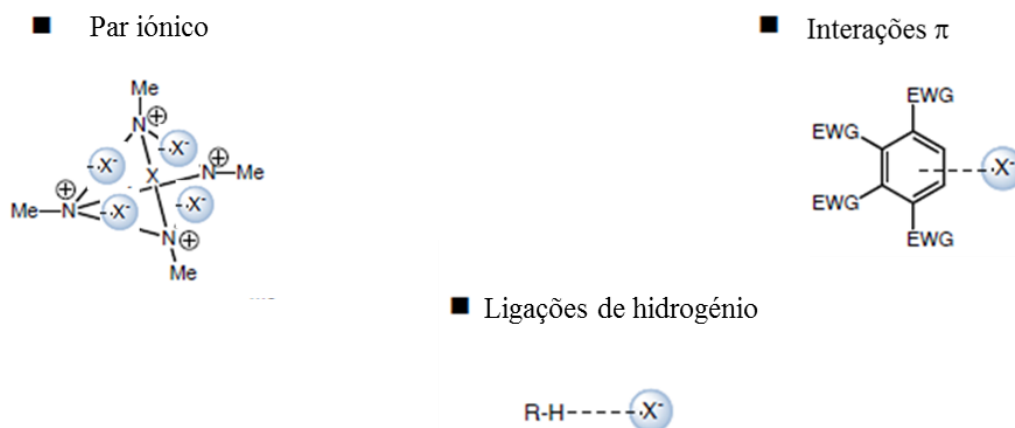 ■ Par iónico
■ Interações π
Me
N⊕
·X⁻
·X⁻
X
N⊕
Me
Me
N⊕
·X⁻
·X⁻
N⊕
Me
EWG
EWG
·X⁻
EWG
EWG
■ Ligações de hidrogénio
R-H------·X⁻